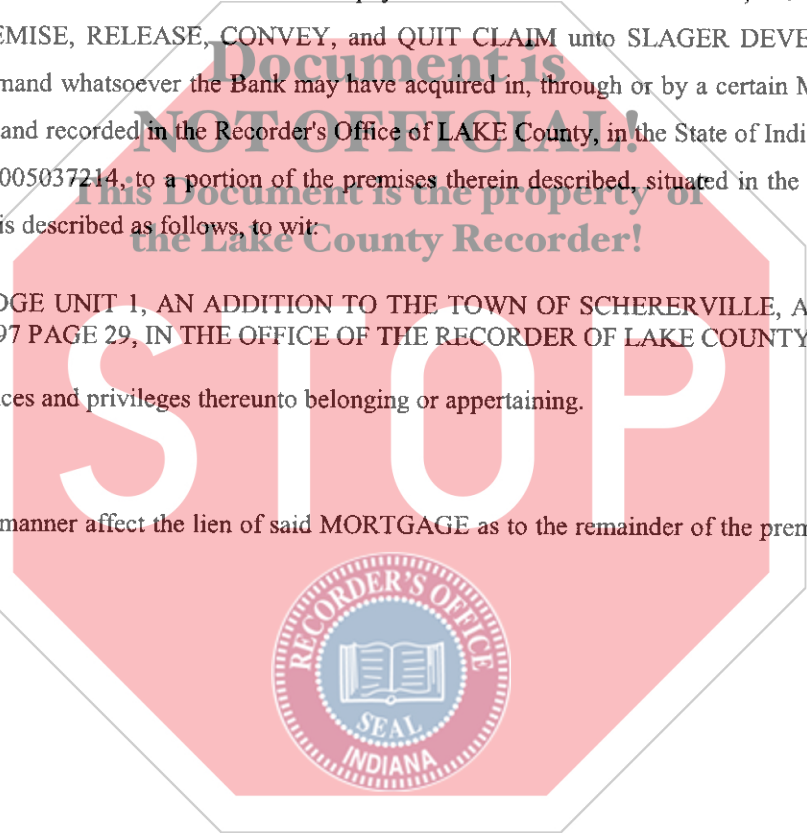 EMISE, RELEASE, CONVEY, and QUIT CLAIM unto SLAGER DEVE
Document is
mand whatsoever the Bank may have acquired in, through or by a certain M
NOT OFFICIAL!
and recorded in the Recorder's Office of LAKE County, in the State of Indi
005037214, to a portion of the premises therein described, situated in the
This Document is the property of
is described as follows, to wit:
the Lake County Recorder!
DGE UNIT 1, AN ADDITION TO THE TOWN OF SCHERERVILLE, A
97 PAGE 29, IN THE OFFICE OF THE RECORDER OF LAKE COUNTY
STOP
ces and privileges thereunto belonging or appertaining.
manner affect the lien of said MORTGAGE as to the remainder of the prem
RECORDER'S OFFICE
SEAL
INDIANA